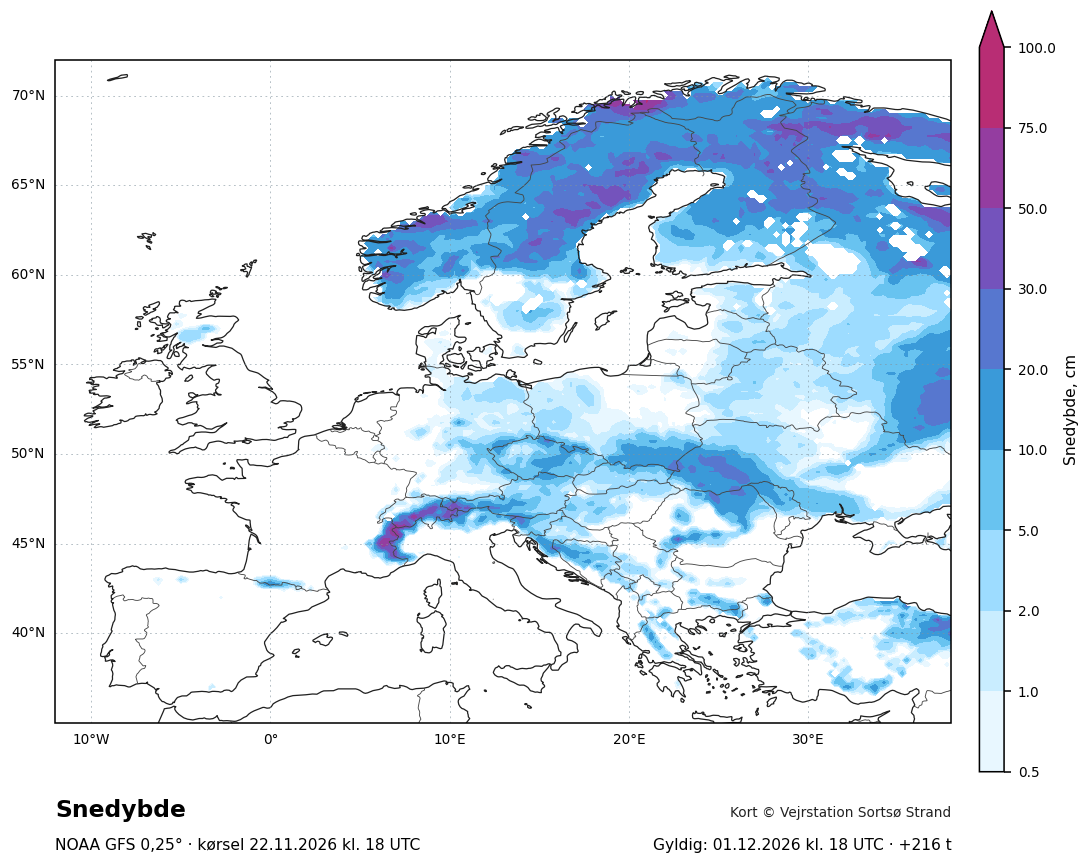 100.0
70°N
75.0
65°N
50.0
60°N
30.0
55°N
20.0
Snedybde, cm
50°N
10.0
45°N
5.0
40°N
2.0
1.0
10°W 0° 10°E 20°E 30°E
0.5
Snedybde
Kort © Vejrstation Sortsø Strand
NOAA GFS 0,25° · kørsel 22.11.2026 kl. 18 UTC
Gyldig: 01.12.2026 kl. 18 UTC · +216 t